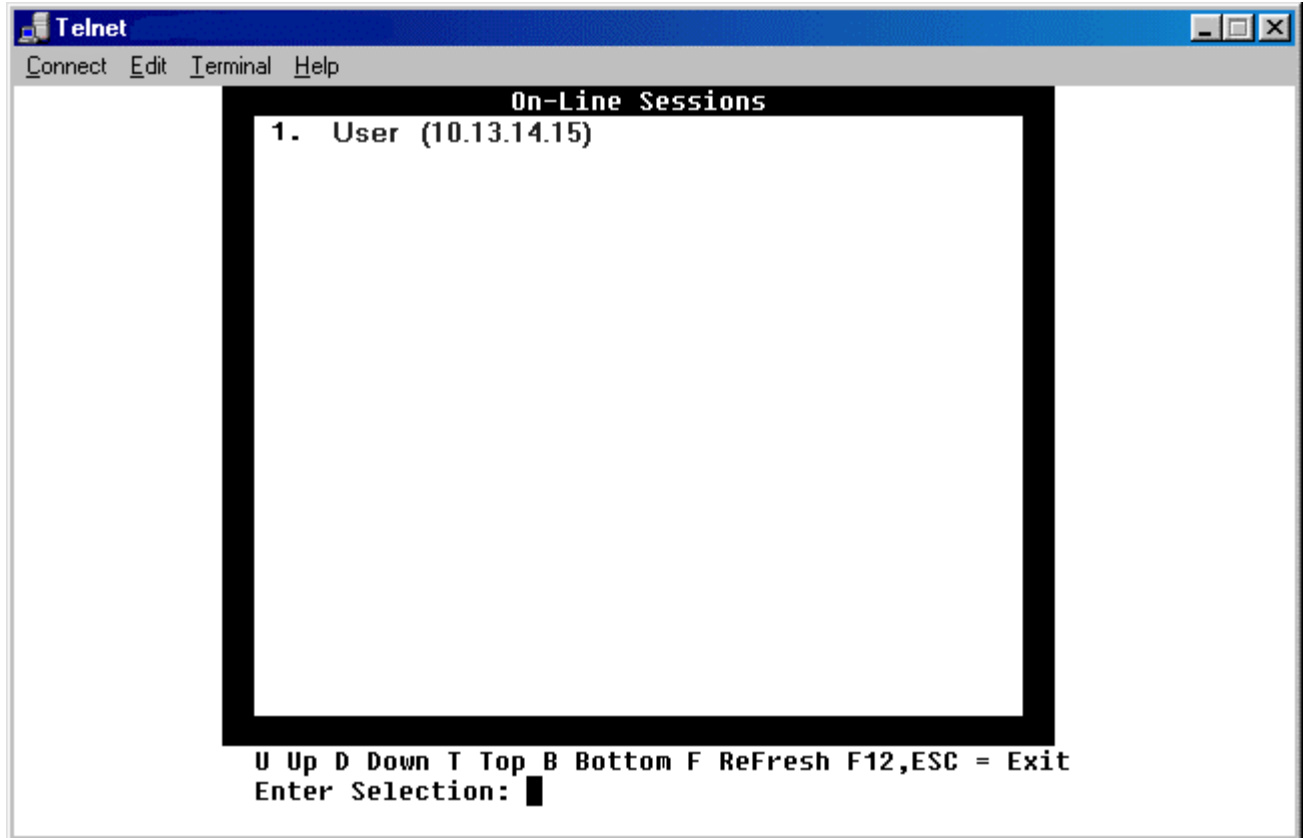 Telnet
Connect Edit Terminal Help
On-Line Sessions
1. User (10.13.14.15)
U Up D Down T Top B Bottom F ReFresh F12,ESC = Exit
Enter Selection: